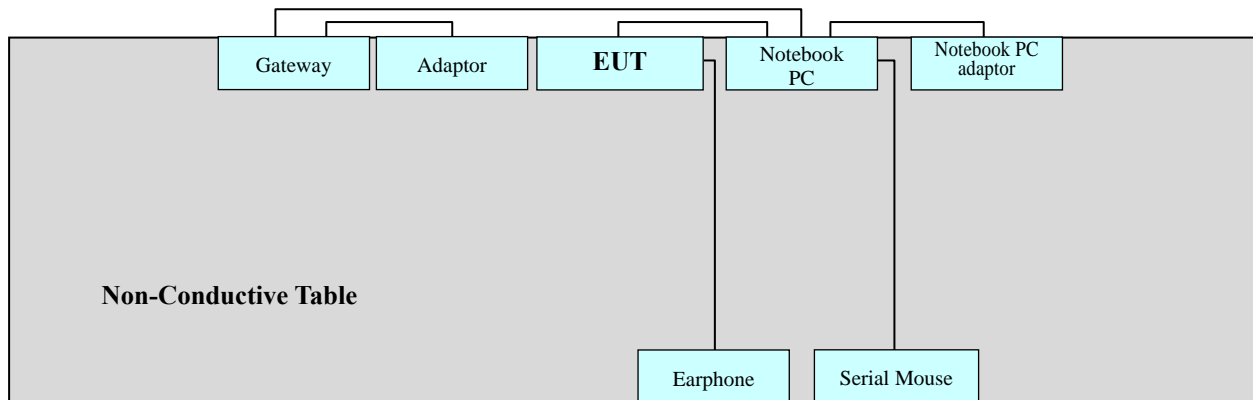 Gateway
Adaptor
EUT
Notebook
PC
Notebook PC
adaptor
Non-Conductive Table
Earphone
Serial Mouse